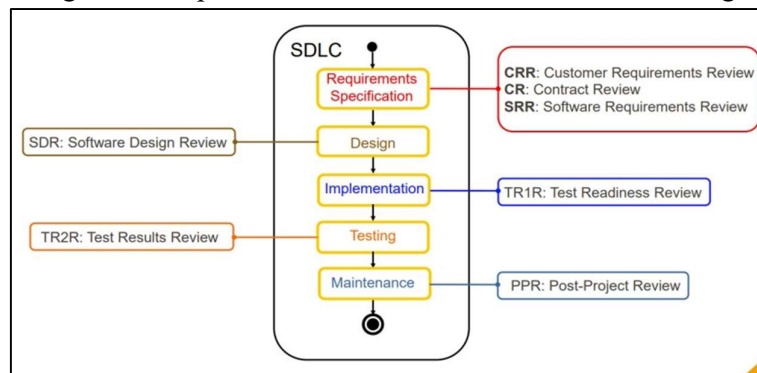 SDLC
Requirements
Specification
CRR: Customer Requirements Review
CR: Contract Review
SRR: Software Requirements Review
SDR: Software Design Review
Design
Implementation
TR1R: Test Readiness Review
TR2R: Test Results Review
Testing
Maintenance
PPR: Post-Project Review